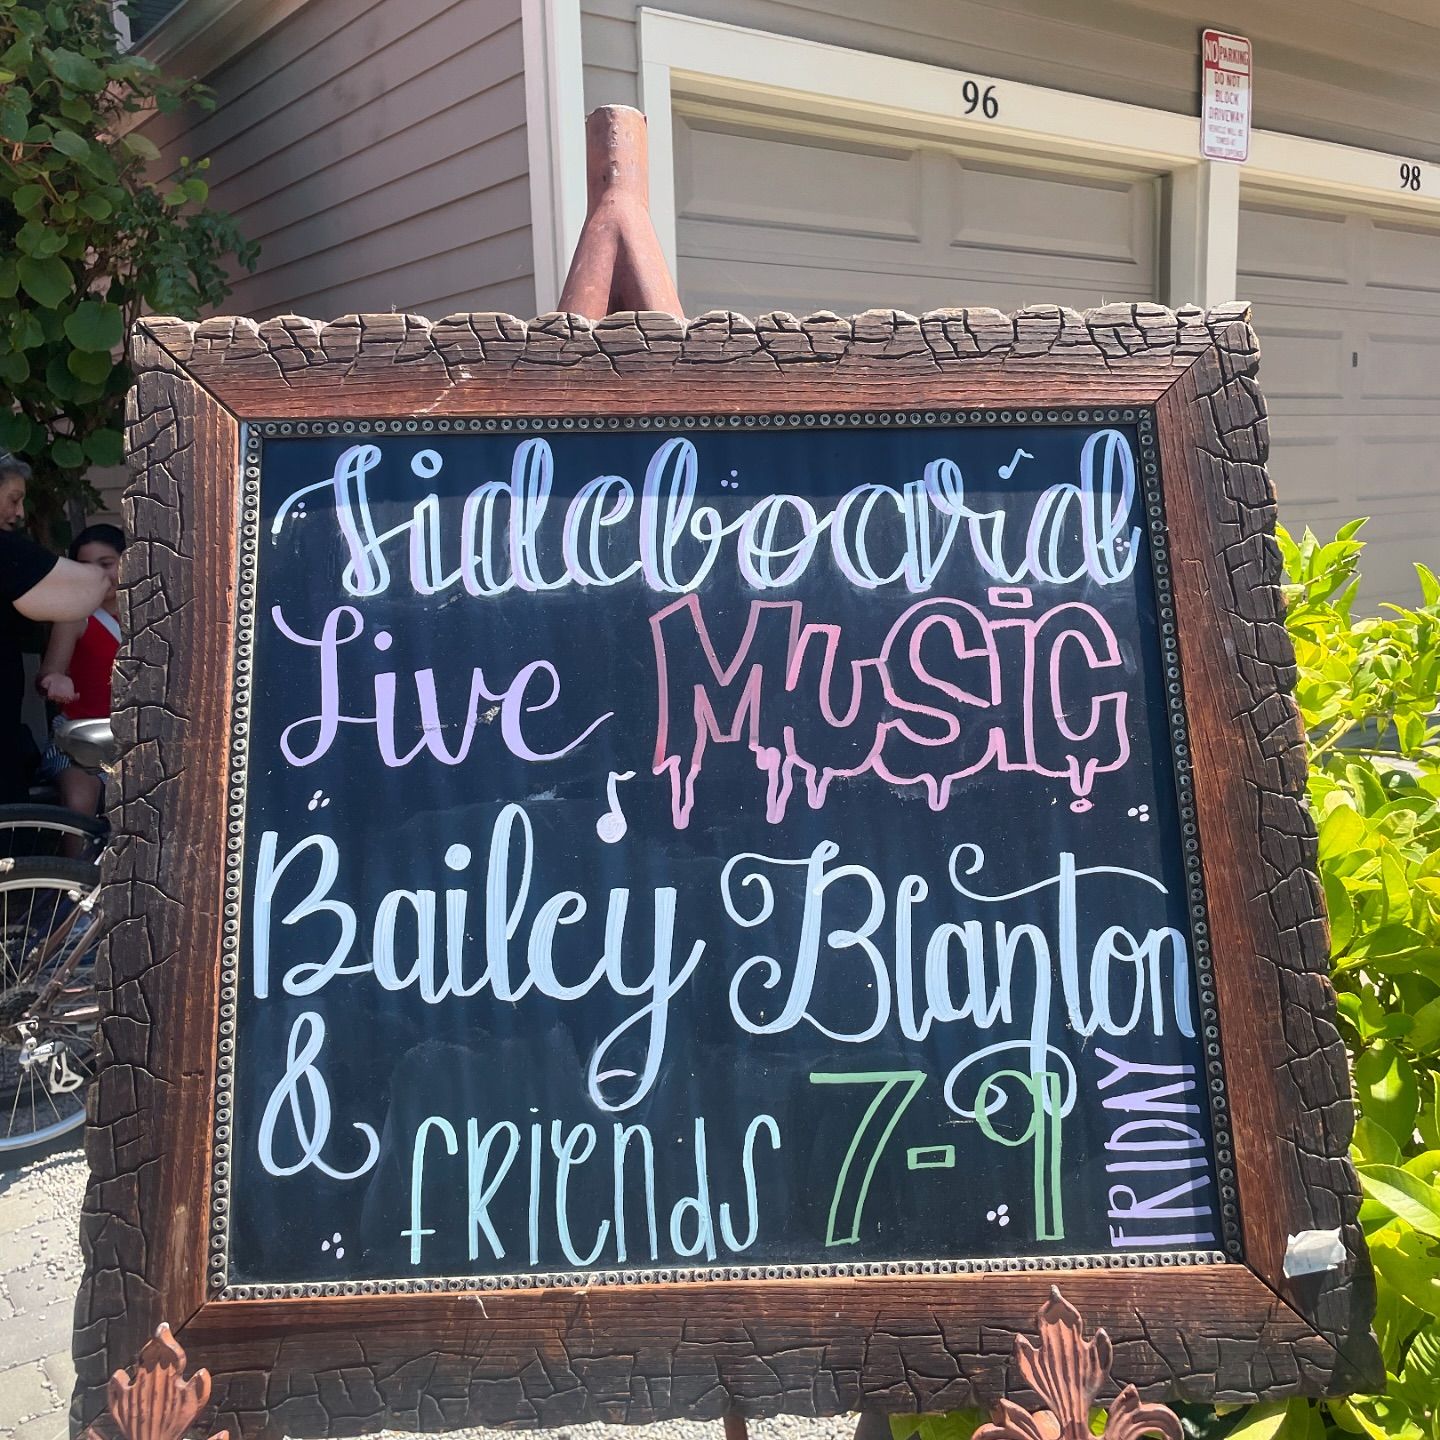 96
NO PARKING
DO NOT
BLOCK
DRIVEWAY
98
Sideboard
Live Music
Bailey Blanton
& friends 7-9
FRIDAY